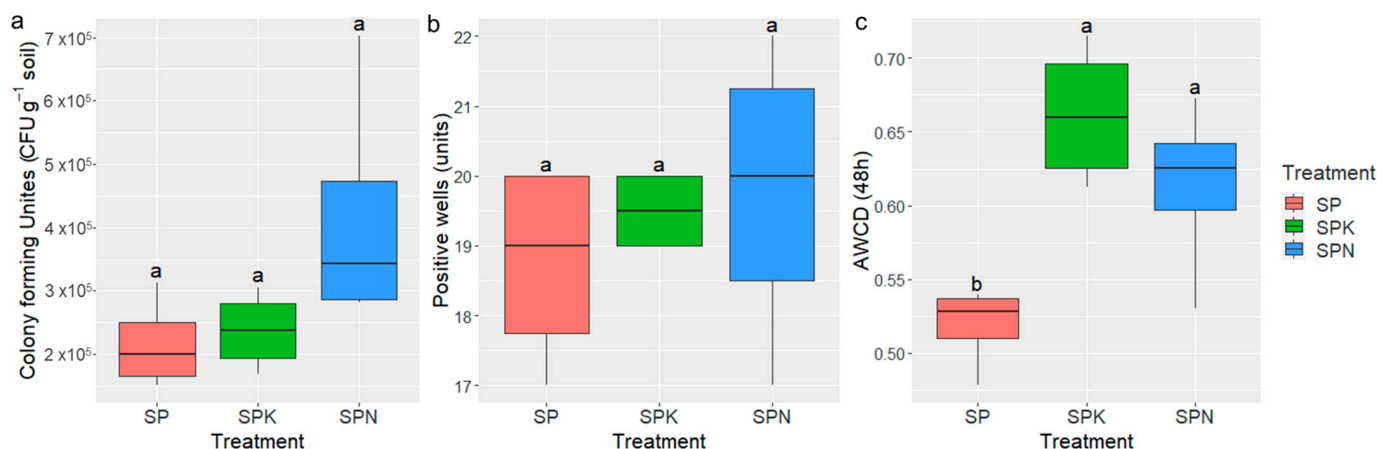 a
Colony forming Unites (CFU g⁻¹ soil)
7 x10⁵
6 x10⁵
5 x10⁵
4 x10⁵
3 x10⁵
2 x10⁵
a
a
a
SP
SPK
SPN
Treatment
b
Positive wells (units)
22
21
20
19
18
17
a
a
a
SP
SPK
SPN
Treatment
c
AWCD (48h)
0.70
0.65
0.60
0.55
0.50
b
a
a
SP
SPK
SPN
Treatment
Treatment
SP
SPK
SPN